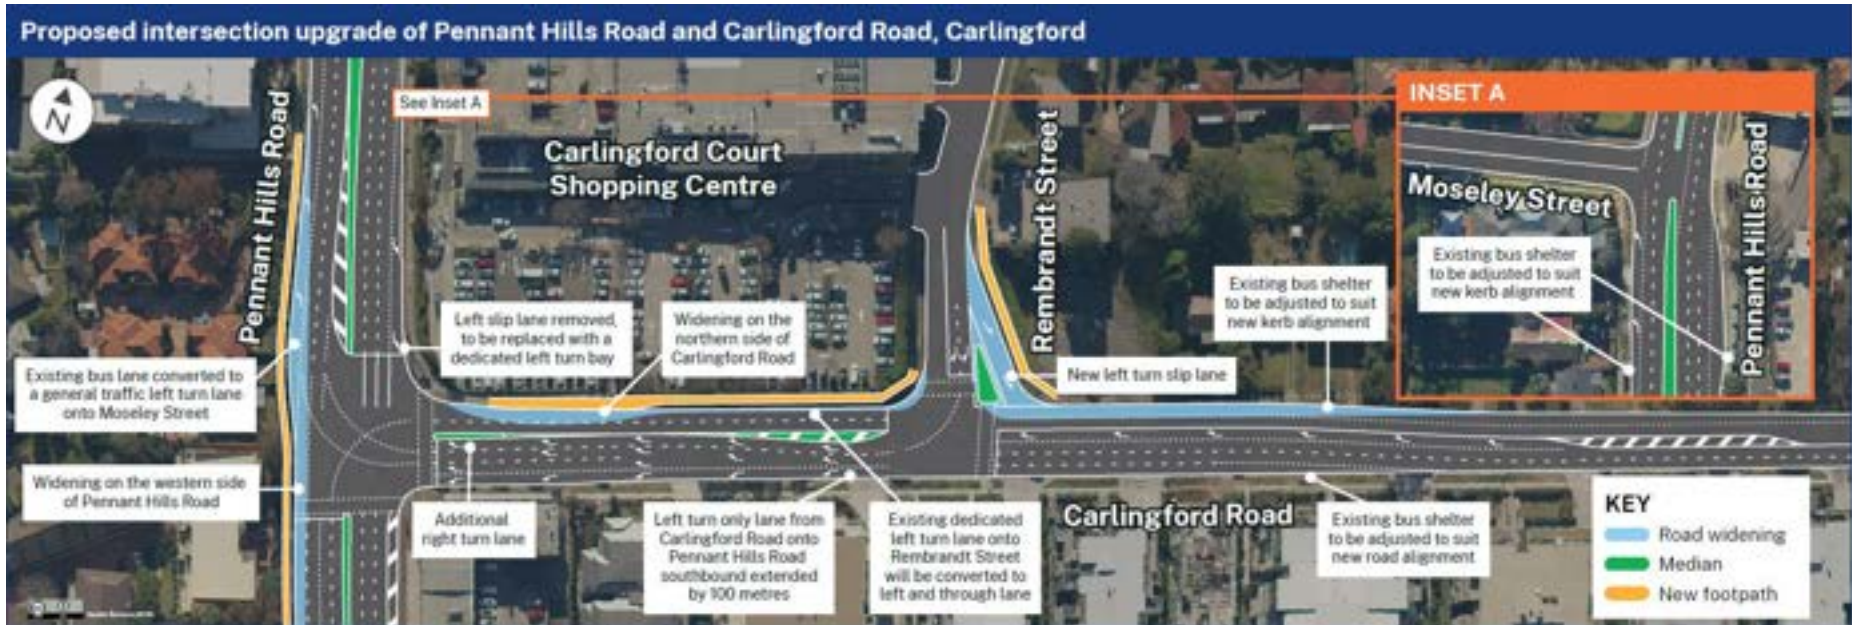 Proposed intersection upgrade of Pennant Hills Road and Carlingford Road, Carlingford
N
Pennant Hills Road
See Inset A
Carlingford Court
Shopping Centre
Rembrandt Street
INSET A
Moseley Street
Pennant Hills Road
Existing bus shelter
to be adjusted to suit
new kerb alignment
Existing bus shelter
to be adjusted to suit
new kerb alignment
Left slip lane removed,
to be replaced with a
dedicated left turn bay
Widening on the
northern side of
Carlingford Road
New left turn slip lane
Existing bus lane converted to
a general traffic left turn lane
onto Moseley Street
Widening on the western side
of Pennant Hills Road
Additional
right turn lane
Left turn only lane from
Carlingford Road onto
Pennant Hills Road
southbound extended
by 100 metres
Existing dedicated
left turn lane onto
Rembrandt Street
will be converted to
left and through lane
Carlingford Road
Existing bus shelter
to be adjusted to suit
new road alignment
KEY
Road widening
Median
New footpath